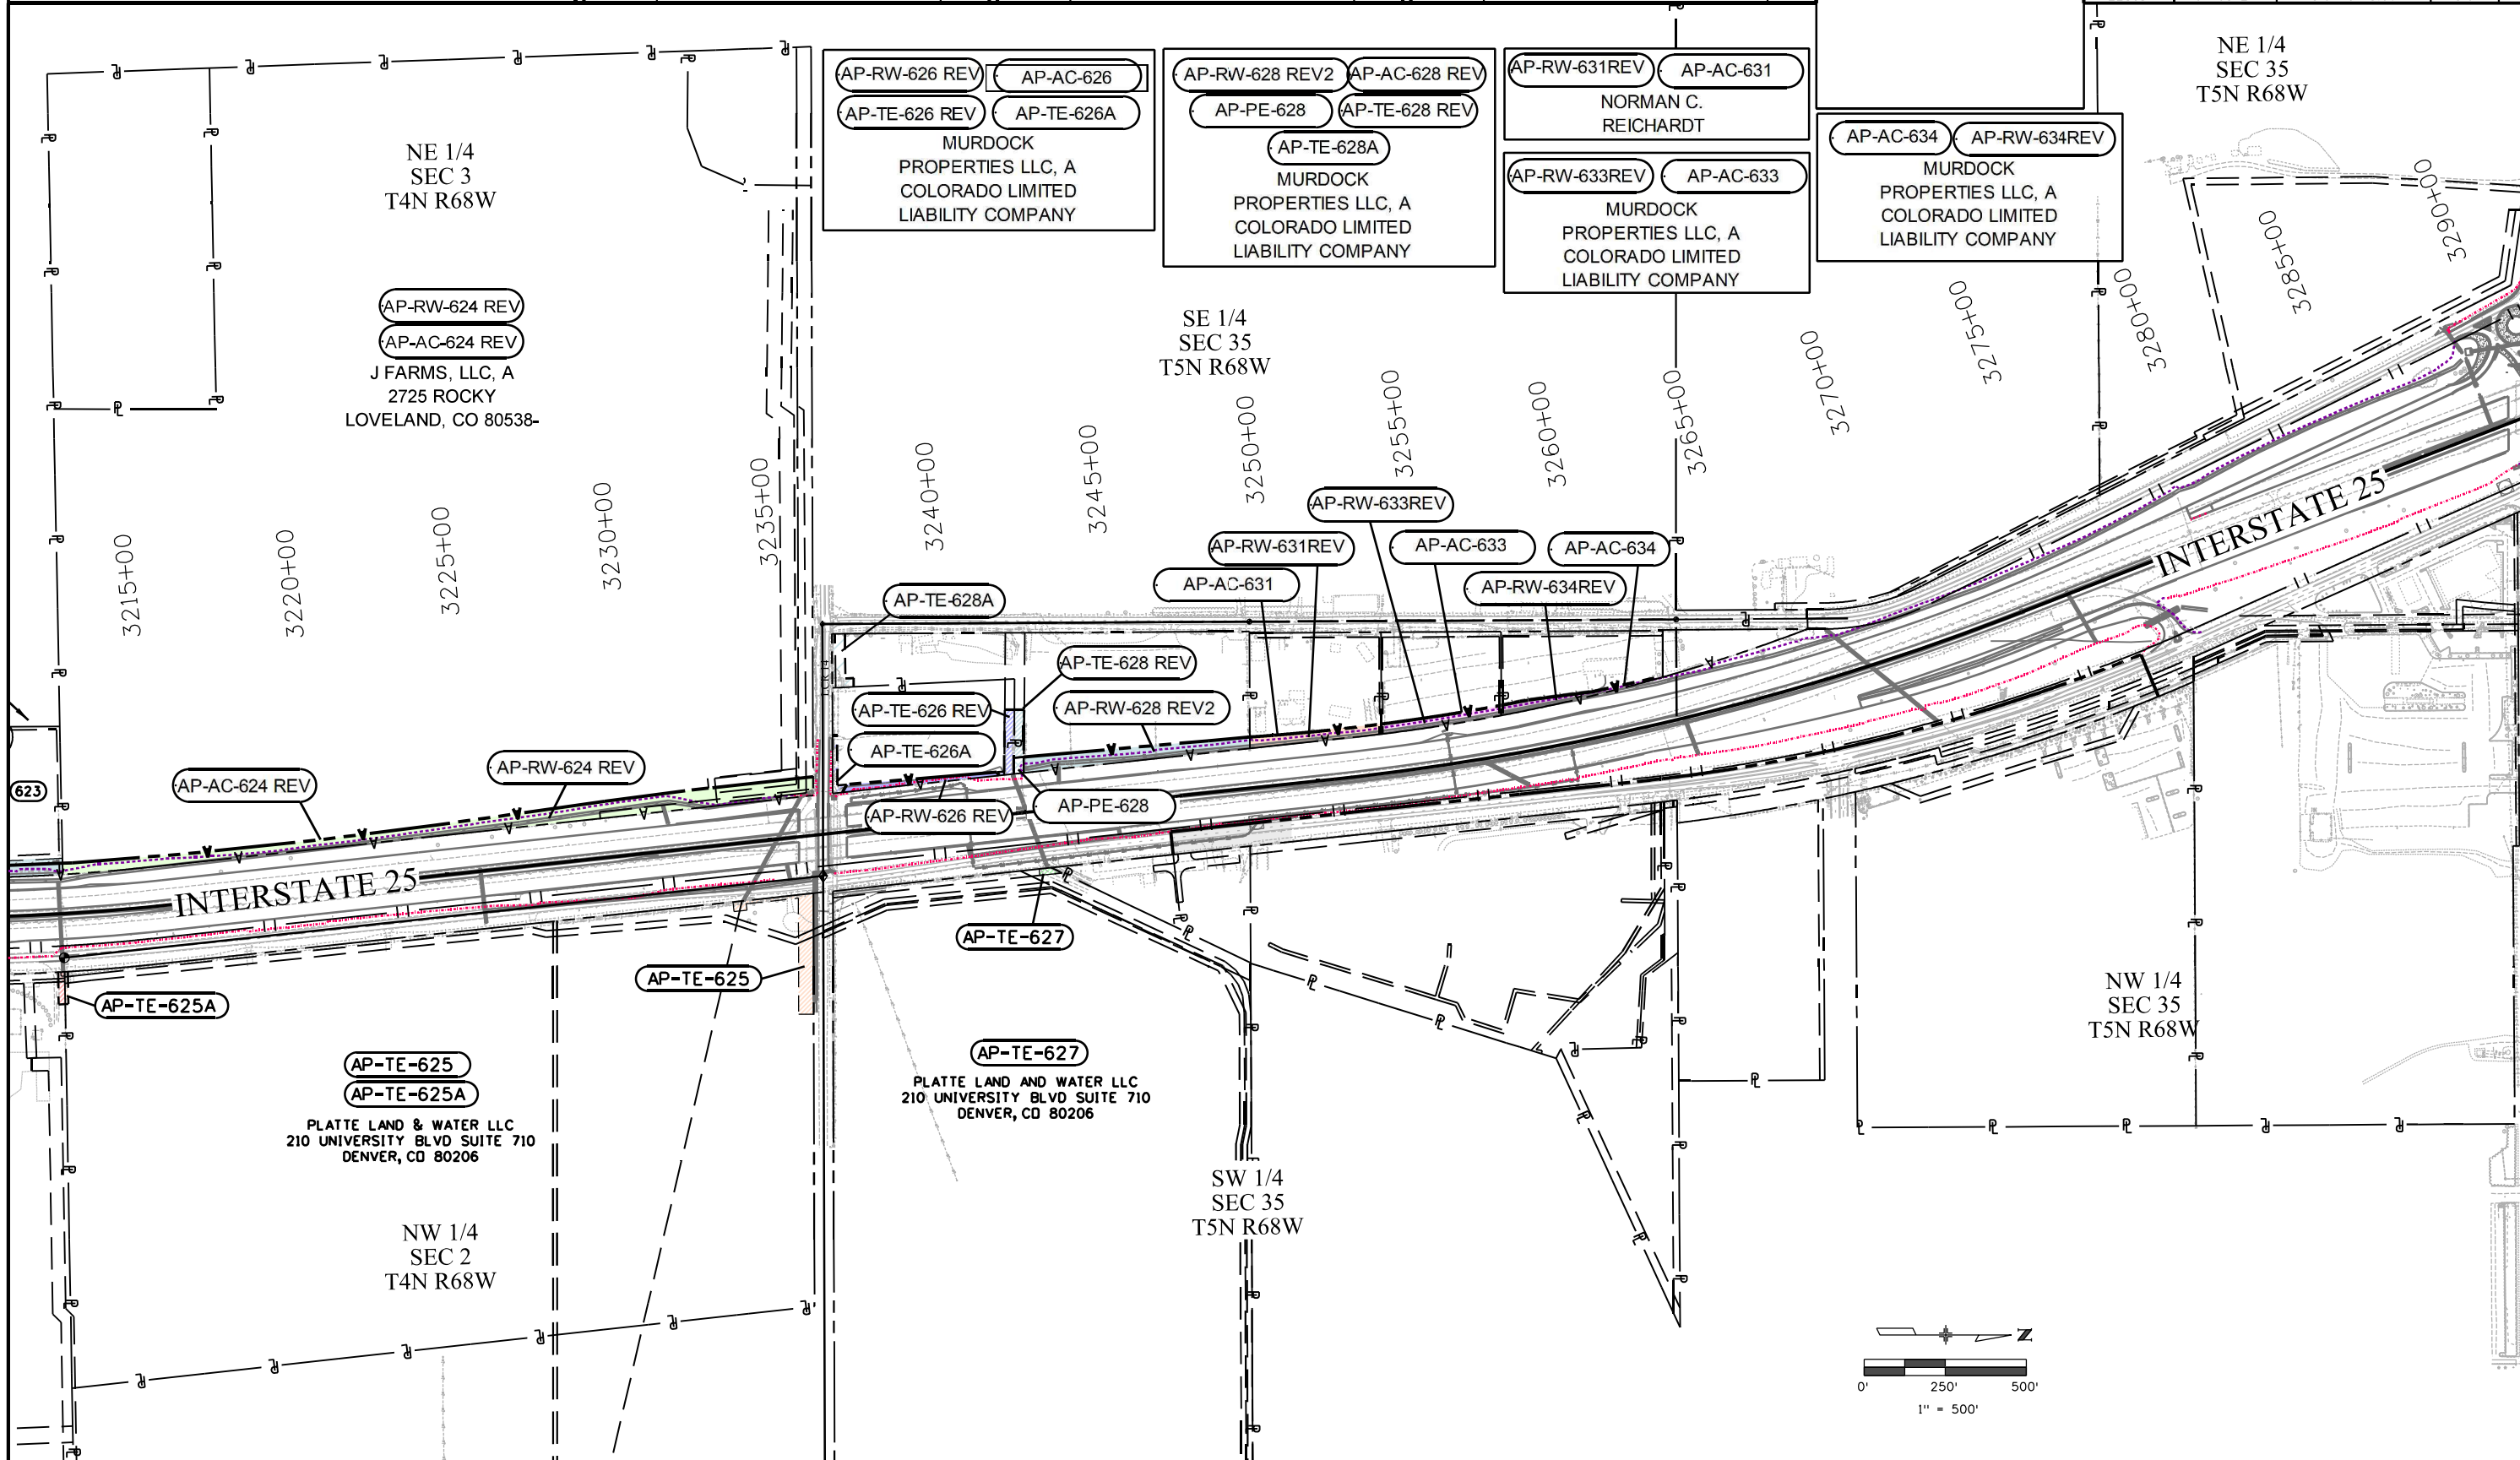 NE 1/4
SEC 3
T4N R68W
AP-RW-624 REV
AP-AC-624 REV
J FARMS, LLC, A
2725 ROCKY
LOVELAND, CO 80538-
AP-RW-626 REV AP-AC-626
AP-TE-626 REV AP-TE-626A
MURDOCK
PROPERTIES LLC, A
COLORADO LIMITED
LIABILITY COMPANY
AP-RW-628 REV2 AP-AC-628 REV
AP-PE-628 AP-TE-628 REV
AP-TE-628A
MURDOCK
PROPERTIES LLC, A
COLORADO LIMITED
LIABILITY COMPANY
AP-RW-631REV AP-AC-631
NORMAN C.
REICHARDT
AP-RW-633REV AP-AC-633
MURDOCK
PROPERTIES LLC, A
COLORADO LIMITED
LIABILITY COMPANY
AP-AC-634 AP-RW-634REV
MURDOCK
PROPERTIES LLC, A
COLORADO LIMITED
LIABILITY COMPANY
NE 1/4
SEC 35
T5N R68W
SE 1/4
SEC 35
T5N R68W
3215+00
3220+00
3225+00
3230+00
3235+00
3240+00
3245+00
3250+00
3255+00
3260+00
3265+00
3270+00
3275+00
3280+00
3285+00
3290+00
AP-RW-633REV
AP-RW-631REV
AP-AC-633
AP-AC-634
AP-AC-631
AP-RW-634REV
AP-TE-628A
AP-TE-628 REV
AP-TE-626 REV
AP-RW-628 REV2
AP-TE-626A
AP-RW-624 REV
AP-AC-624 REV
623
AP-PE-628
AP-RW-626 REV
INTERSTATE 25
INTERSTATE 25
AP-TE-627
AP-TE-625
AP-TE-625A
AP-TE-625
AP-TE-625A
PLATTE LAND & WATER LLC
210 UNIVERSITY BLVD SUITE 710
DENVER, CO 80206
AP-TE-627
PLATTE LAND AND WATER LLC
210 UNIVERSITY BLVD SUITE 710
DENVER, CO 80206
NW 1/4
SEC 35
T5N R68W
SW 1/4
SEC 35
T5N R68W
NW 1/4
SEC 2
T4N R68W
N
0' 250' 500'
1" = 500'